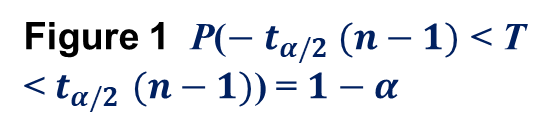 Figure 1 P(− tα/2 (n − 1) < T
< tα/2 (n − 1)) = 1 − α